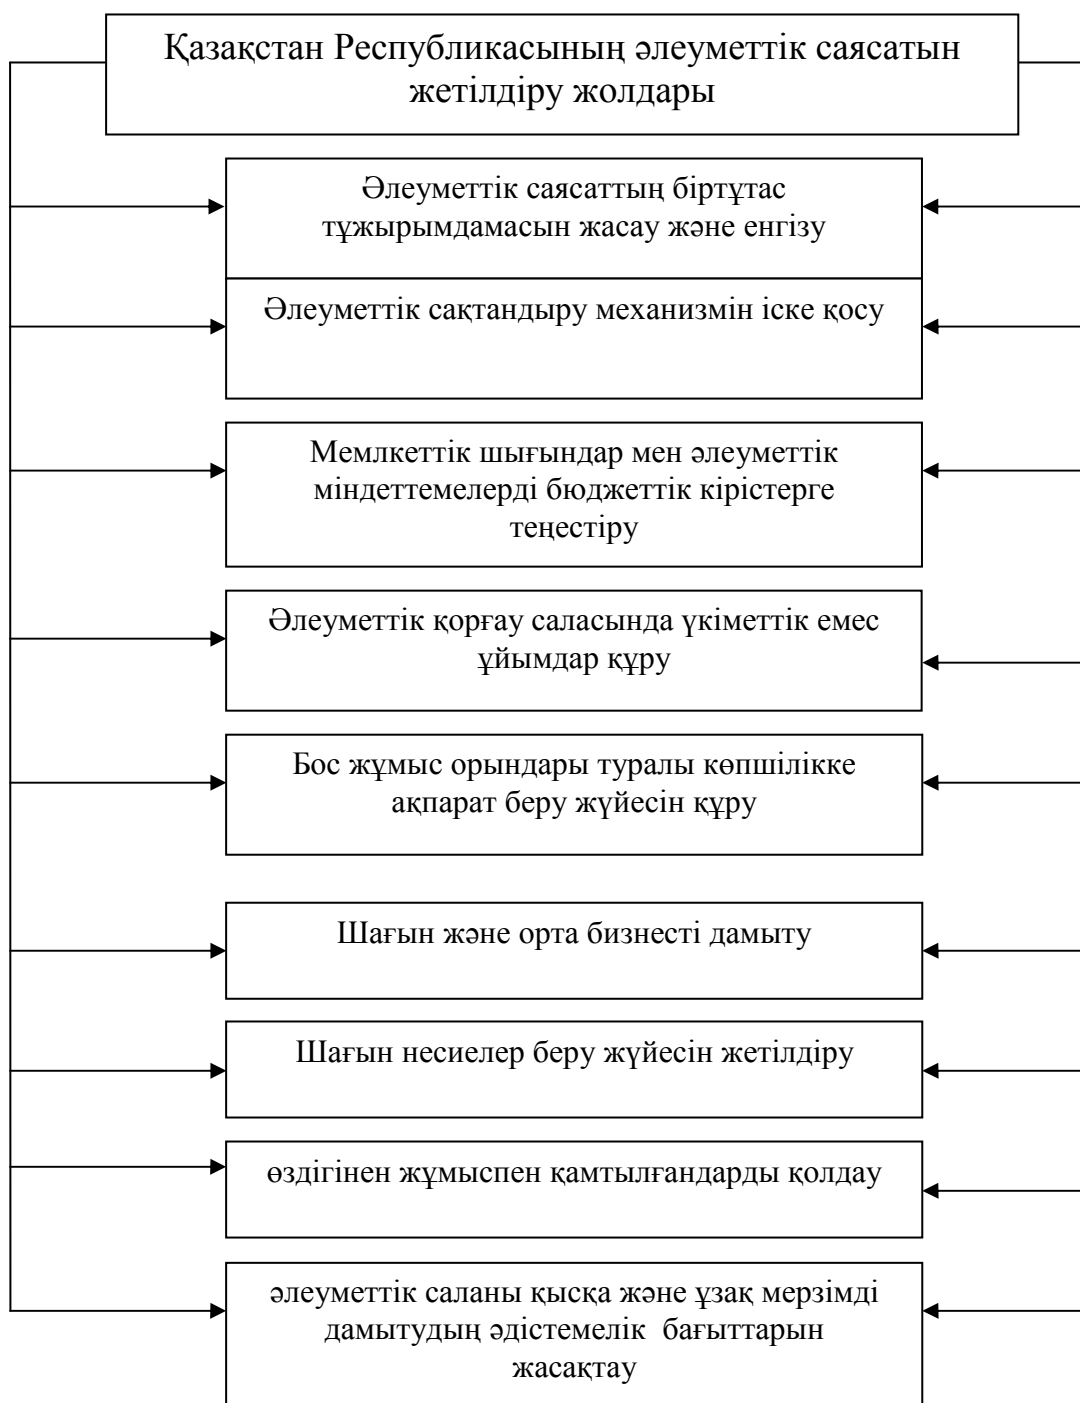 Қазақстан Республикасының әлеуметтік саясатын
жетілдіру жолдары
Әлеуметтік саясаттың біртұтас
тұжырымдамасын жасау және енгізу
Әлеуметтік сақтандыру механизмін іске қосу
Мемлкеттік шығындар мен әлеуметтік
міндеттемелерді бюджеттік кірістерге
теңестіру
Әлеуметтік қорғау саласында үкіметтік емес
ұйымдар құру
Бос жұмыс орындары туралы көпшілікке
ақпарат беру жүйесін құру
Шағын және орта бизнесті дамыту
Шағын несиелер беру жүйесін жетілдіру
өздігінен жұмыспен қамтылғандарды қолдау
әлеуметтік саланы қысқа және ұзақ мерзімді
дамытудың әдістемелік  бағыттарын
жасақтау